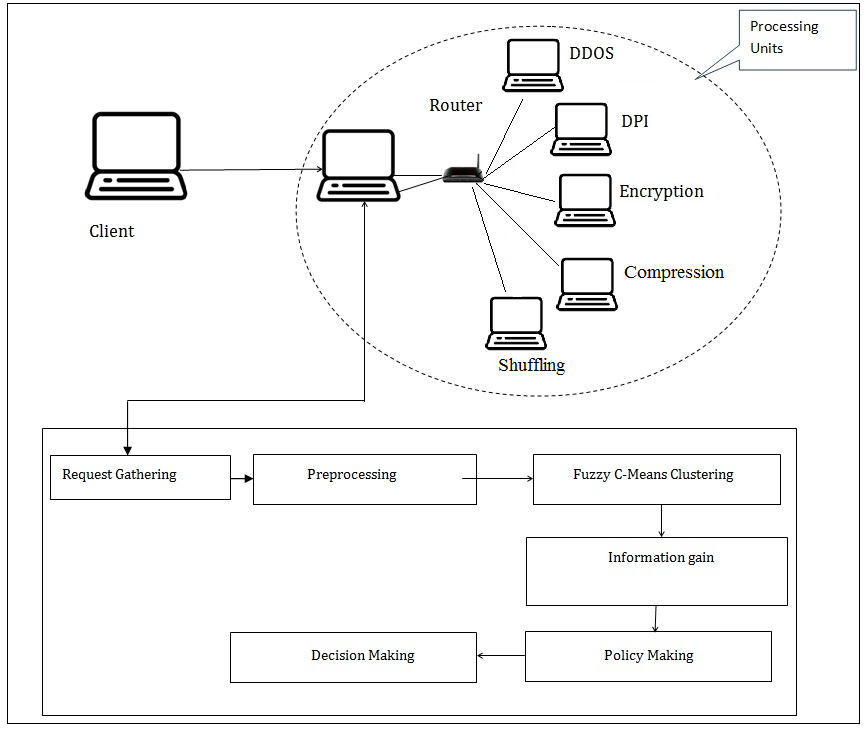 Processing
Units
DDOS
Router
DPI
Encryption
Client
Compression
Shuffling
Request Gathering
Preprocessing
Fuzzy C-Means Clustering
Information gain
Decision Making
Policy Making